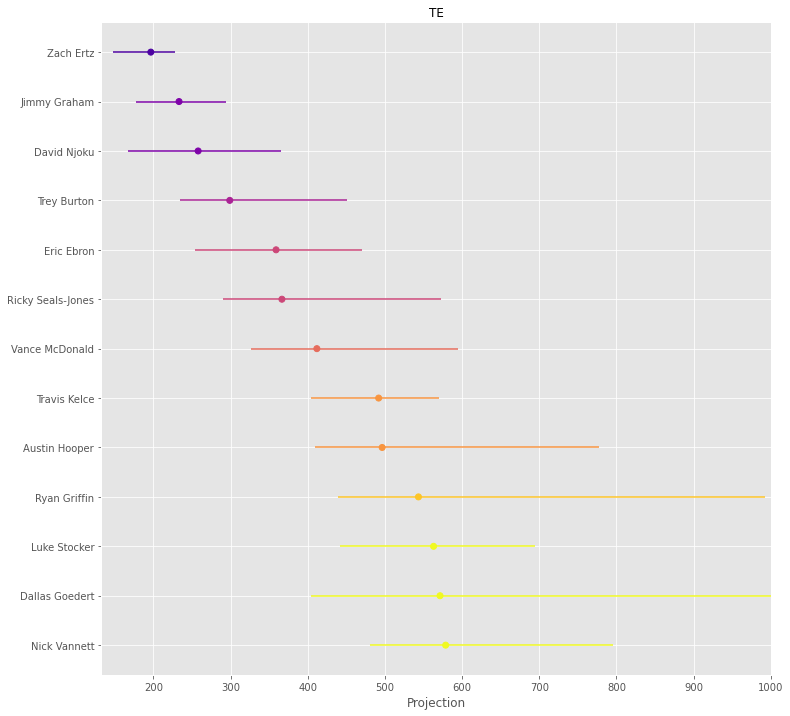 TE
Zach Ertz
Jimmy Graham
David Njoku
Trey Burton
Eric Ebron
Ricky Seals-Jones
Vance McDonald
Travis Kelce
Austin Hooper
Ryan Griffin
Luke Stocker
Dallas Goedert
Nick Vannett
200 300 400 500 600 700 800 900 1000
Projection